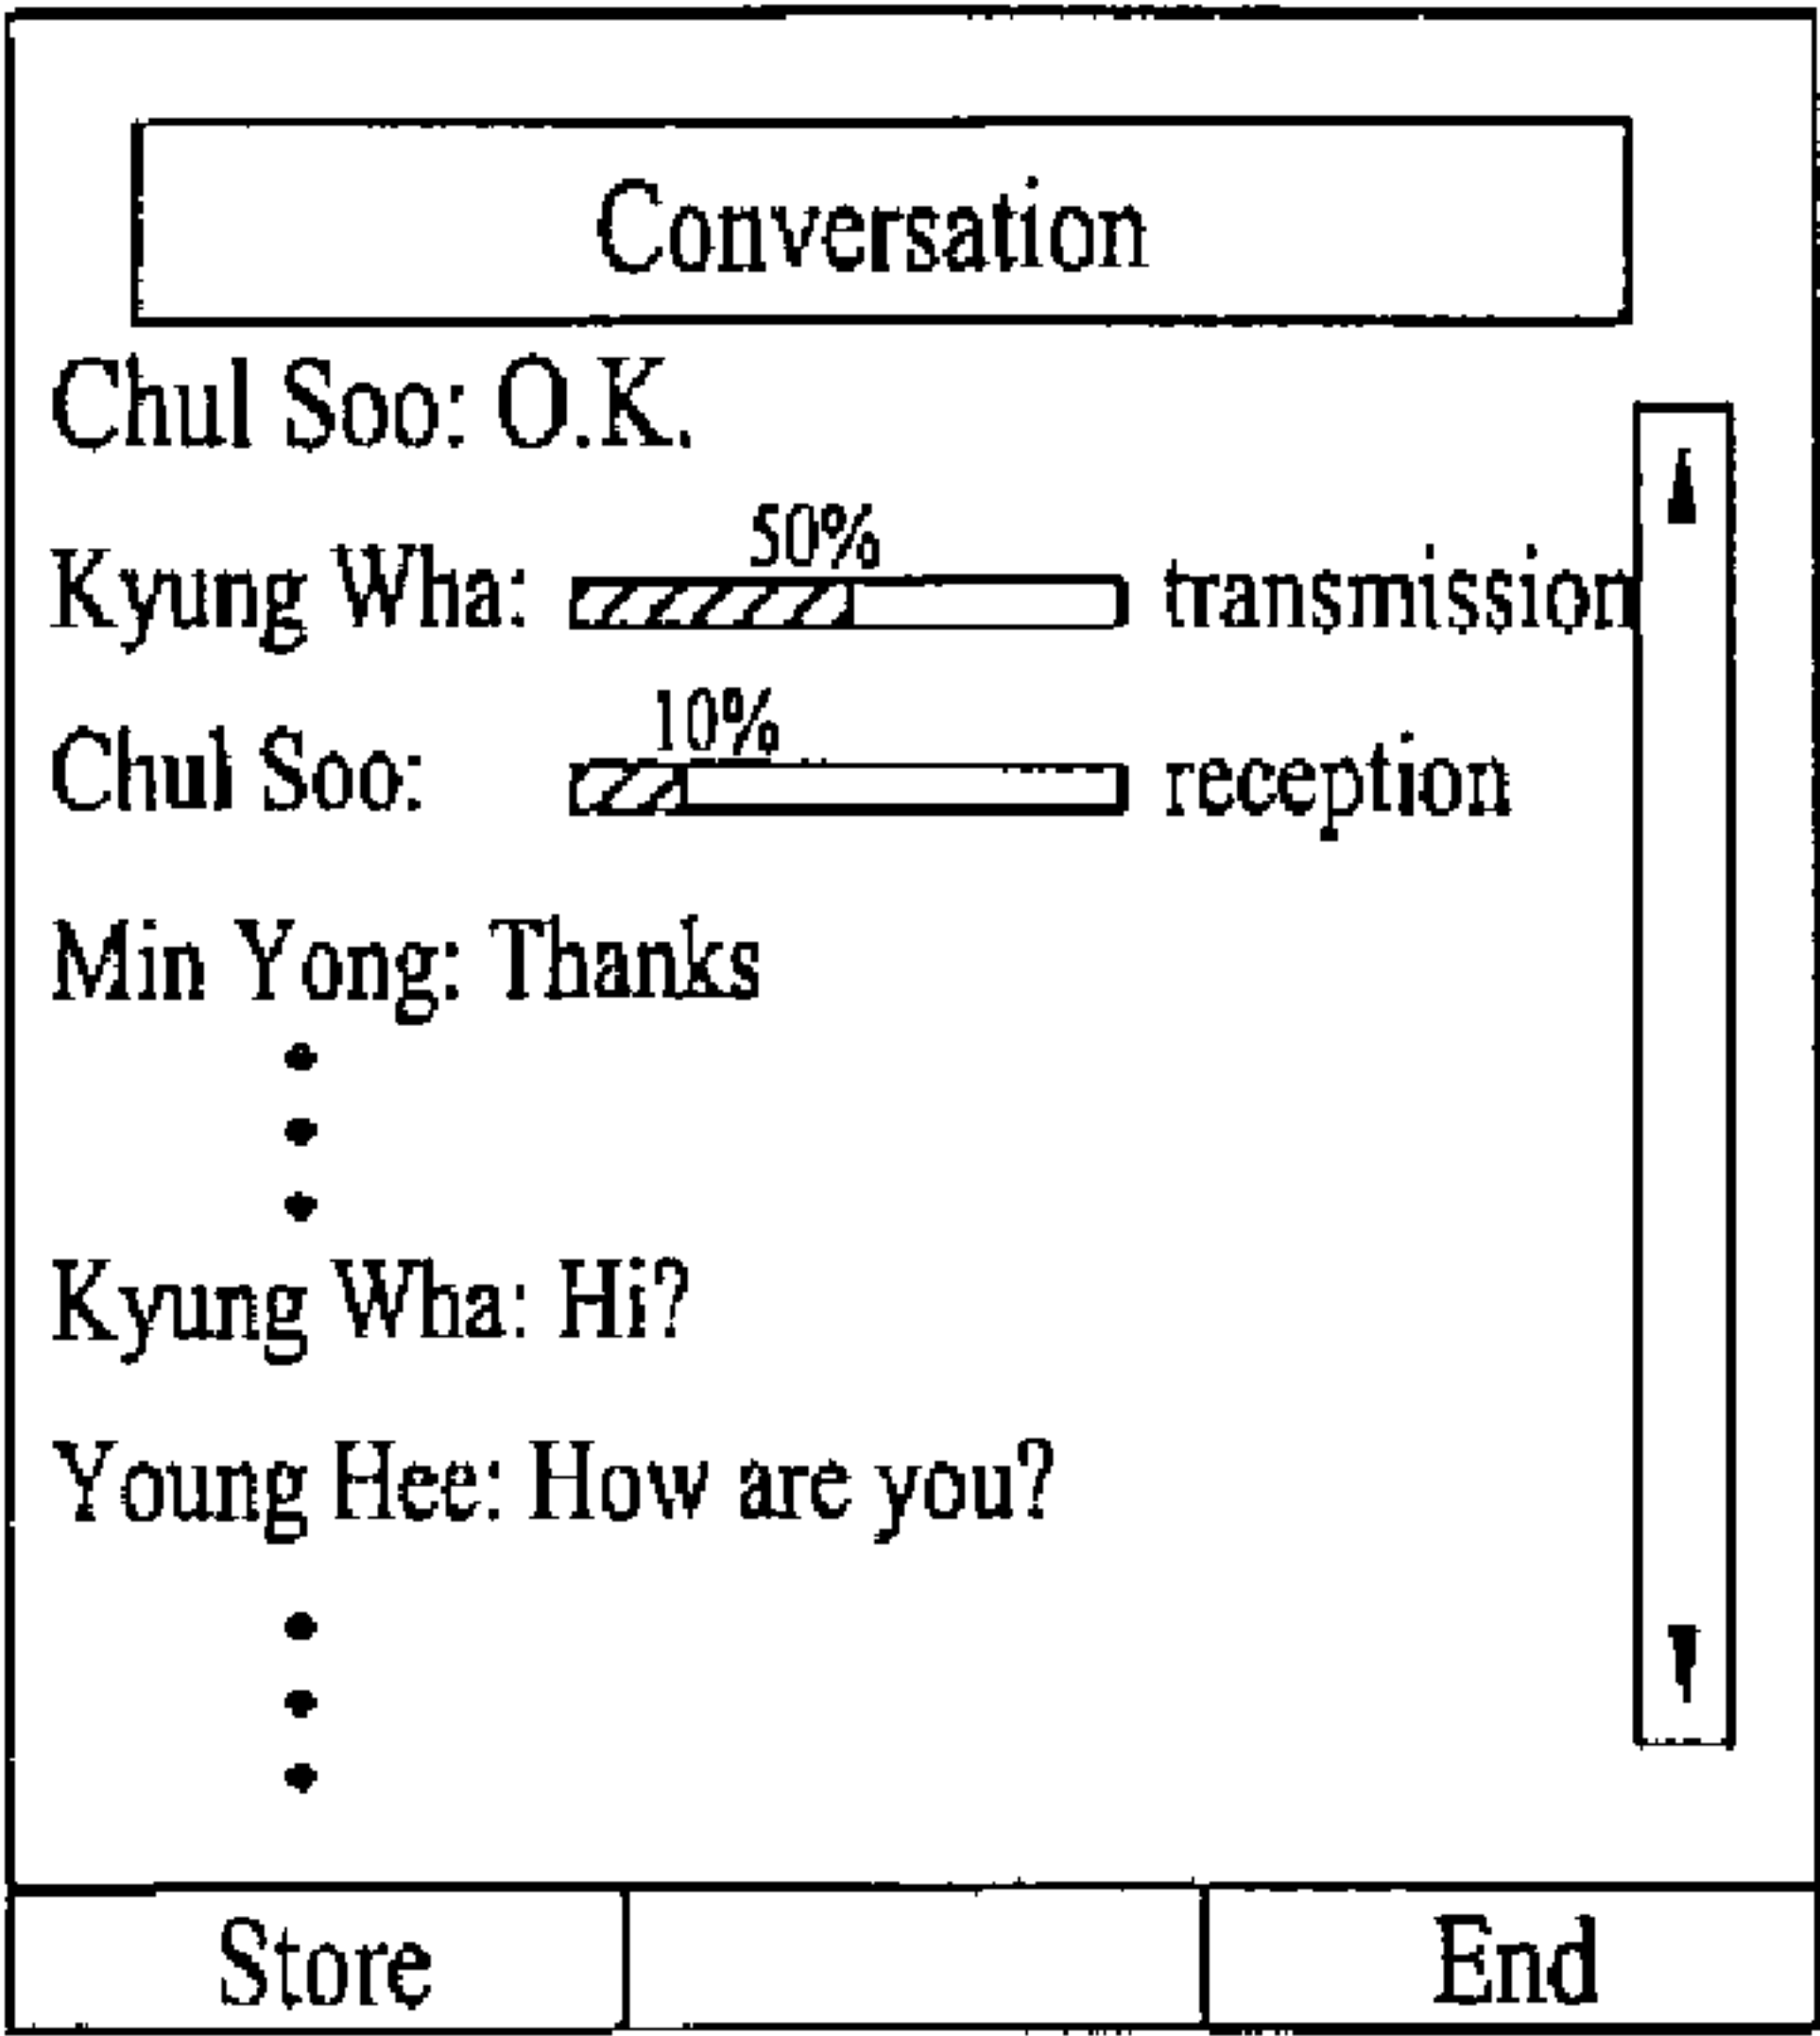 Conversation
Chul Soo: O.K.
50%
Kyung Wha: transmission
10%
Chul Soo: reception
Min Yong: Thanks
Kyung Wha: Hi?
Young Hee: How are you?
Store End